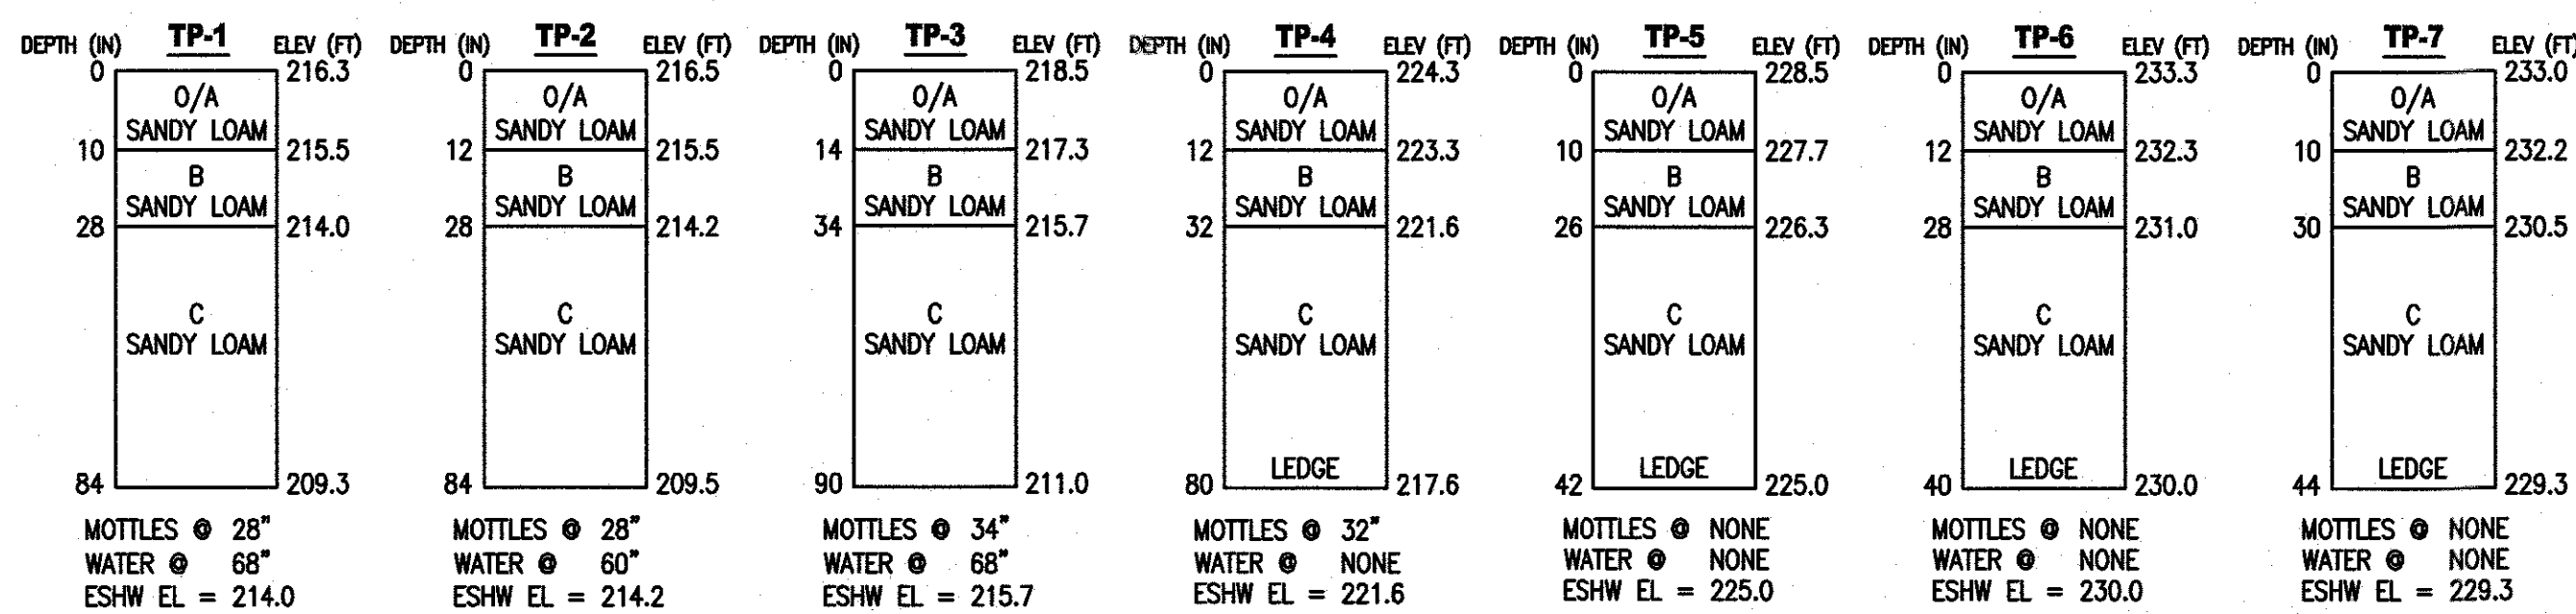 DEPTH (IN) TP-1 ELEV (FT)
0 216.3
O/A
SANDY LOAM
10 215.5
B
SANDY LOAM
28 214.0
C
SANDY LOAM
84 209.3
MOTTLES @ 28"
WATER @ 68"
ESHW EL = 214.0
DEPTH (IN) TP-2 ELEV (FT)
0 216.5
O/A
SANDY LOAM
12 215.5
B
SANDY LOAM
28 214.2
C
SANDY LOAM
84 209.5
MOTTLES @ 28"
WATER @ 60"
ESHW EL = 214.2
DEPTH (IN) TP-3 ELEV (FT)
0 218.5
O/A
SANDY LOAM
14 217.3
B
SANDY LOAM
34 215.7
C
SANDY LOAM
90 211.0
MOTTLES @ 34"
WATER @ 68"
ESHW EL = 215.7
DEPTH (IN) TP-4 ELEV (FT)
0 224.3
O/A
SANDY LOAM
12 223.3
B
SANDY LOAM
32 221.6
C
SANDY LOAM
LEDGE
80 217.6
MOTTLES @ 32"
WATER @ NONE
ESHW EL = 221.6
DEPTH (IN) TP-5 ELEV (FT)
0 228.5
O/A
SANDY LOAM
10 227.7
B
SANDY LOAM
26 226.3
C
SANDY LOAM
LEDGE
42 225.0
MOTTLES @ NONE
WATER @ NONE
ESHW EL = 225.0
DEPTH (IN) TP-6 ELEV (FT)
0 233.3
O/A
SANDY LOAM
12 232.3
B
SANDY LOAM
28 231.0
C
SANDY LOAM
LEDGE
40 230.0
MOTTLES @ NONE
WATER @ NONE
ESHW EL = 230.0
DEPTH (IN) TP-7 ELEV (FT)
0 233.0
O/A
SANDY LOAM
10 232.2
B
SANDY LOAM
30 230.5
C
SANDY LOAM
LEDGE
44 229.3
MOTTLES @ NONE
WATER @ NONE
ESHW EL = 229.3